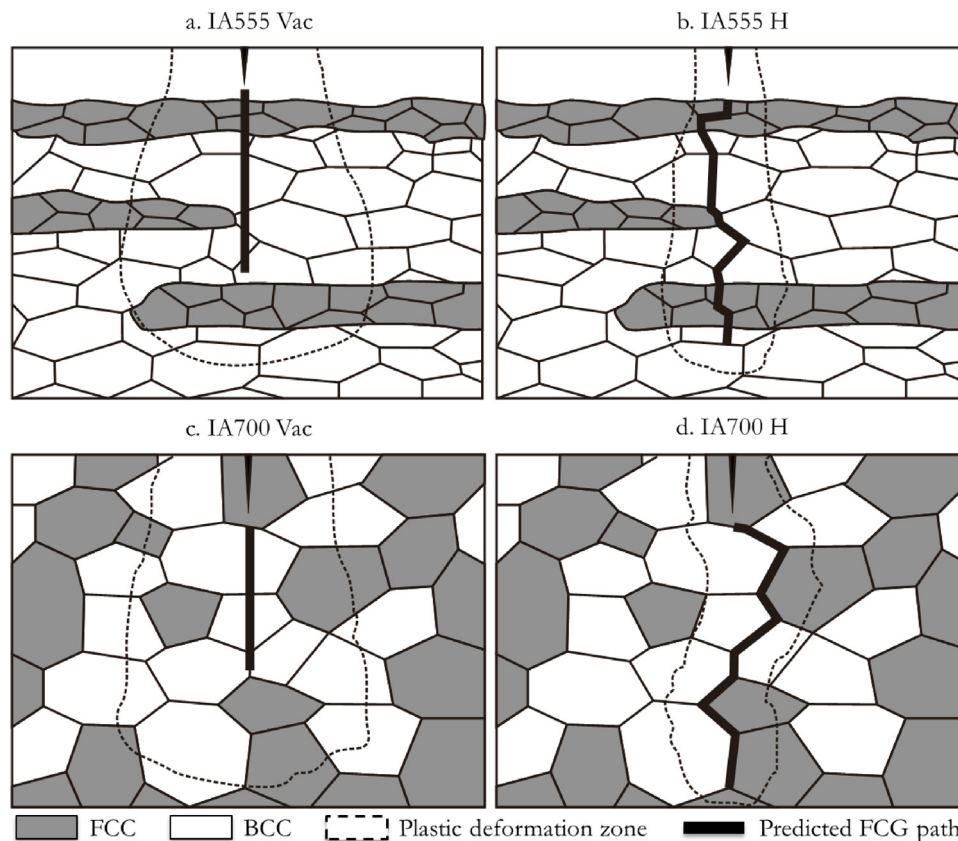 a. IA555 Vac
b. IA555 H
c. IA700 Vac
d. IA700 H
FCC BCC Plastic deformation zone Predicted FCG path